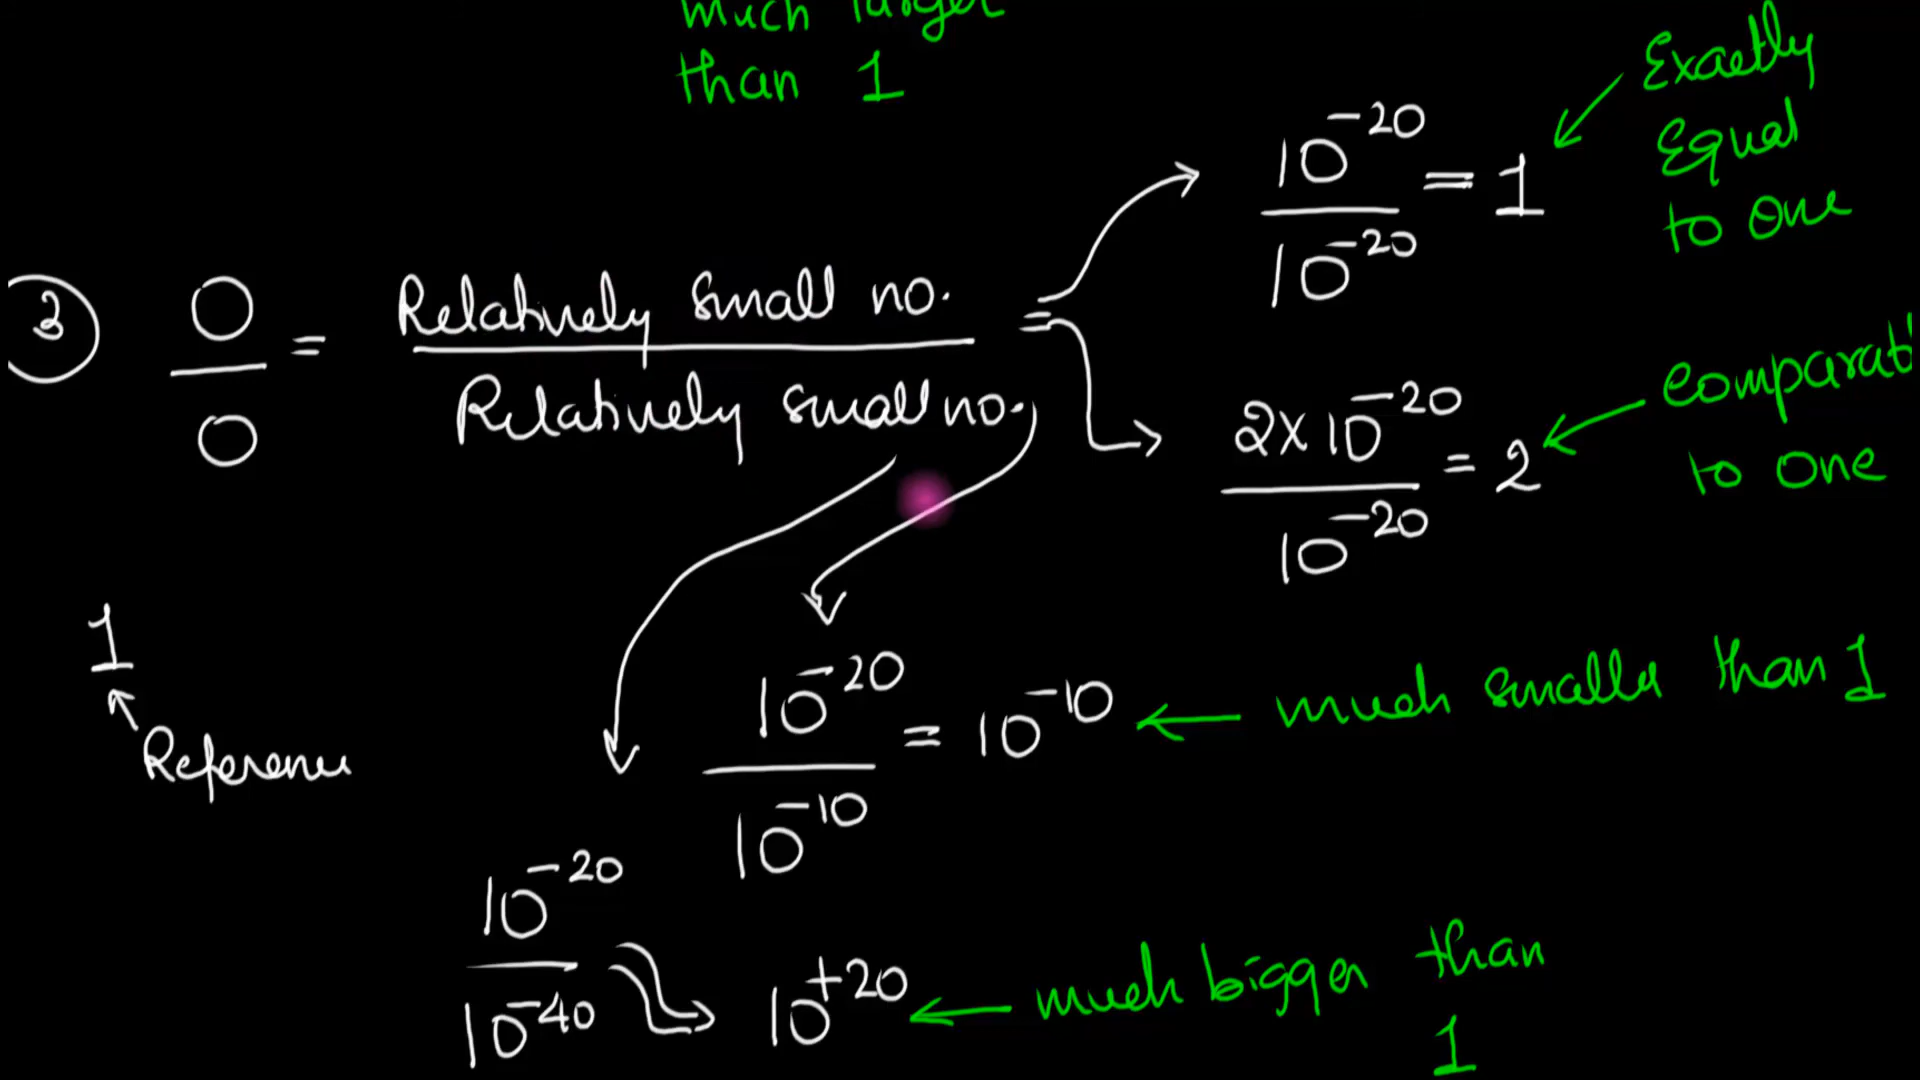 much larger
than 1
10^-20 / 10^-20 = 1
Exactly
Equal
to one
③ 0/0 = Relatively small no. / Relatively small no. =
2×10^-20 / 10^-20 = 2
comparat
to one
1
Reference
10^-20 / 10^-10 = 10^-10
much smaller than 1
10^-20 / 10^-40
10^+20
much bigger than
1